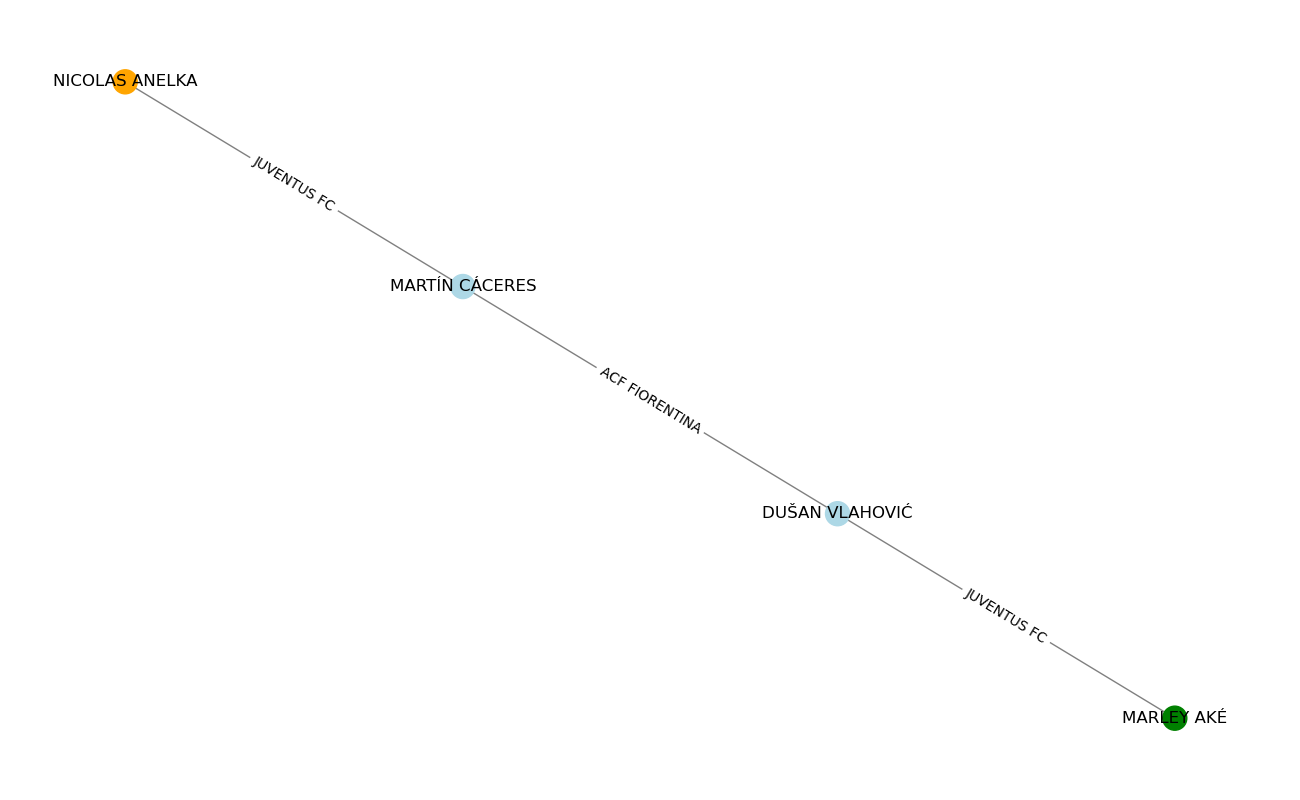 NICOLAS ANELKA
JUVENTUS FC
MARTÍN CÁCERES
ACF FIORENTINA
DUŠAN VLAHOVIĆ
JUVENTUS FC
MARLEY AKÉ